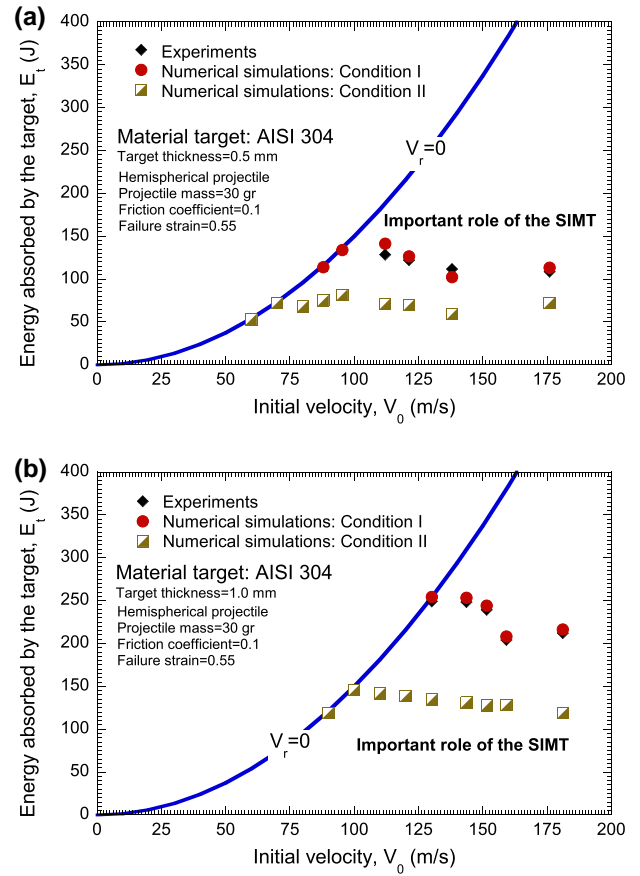 (a)
Energy absorbed by the target, E_t (J)
400
350
300
250
200
150
100
50
0
Experiments
Numerical simulations: Condition I
Numerical simulations: Condition II
Material target: AISI 304
Target thickness=0.5 mm
Hemispherical projectile
Projectile mass=30 gr
Friction coefficient=0.1
Failure strain=0.55
V_r=0
Important role of the SIMT
0 25 50 75 100 125 150 175 200
Initial velocity, V_0 (m/s)
(b)
Energy absorbed by the target, E_t (J)
400
350
300
250
200
150
100
50
0
Experiments
Numerical simulations: Condition I
Numerical simulations: Condition II
Material target: AISI 304
Target thickness=1.0 mm
Hemispherical projectile
Projectile mass=30 gr
Friction coefficient=0.1
Failure strain=0.55
V_r=0
Important role of the SIMT
0 25 50 75 100 125 150 175 200
Initial velocity, V_0 (m/s)